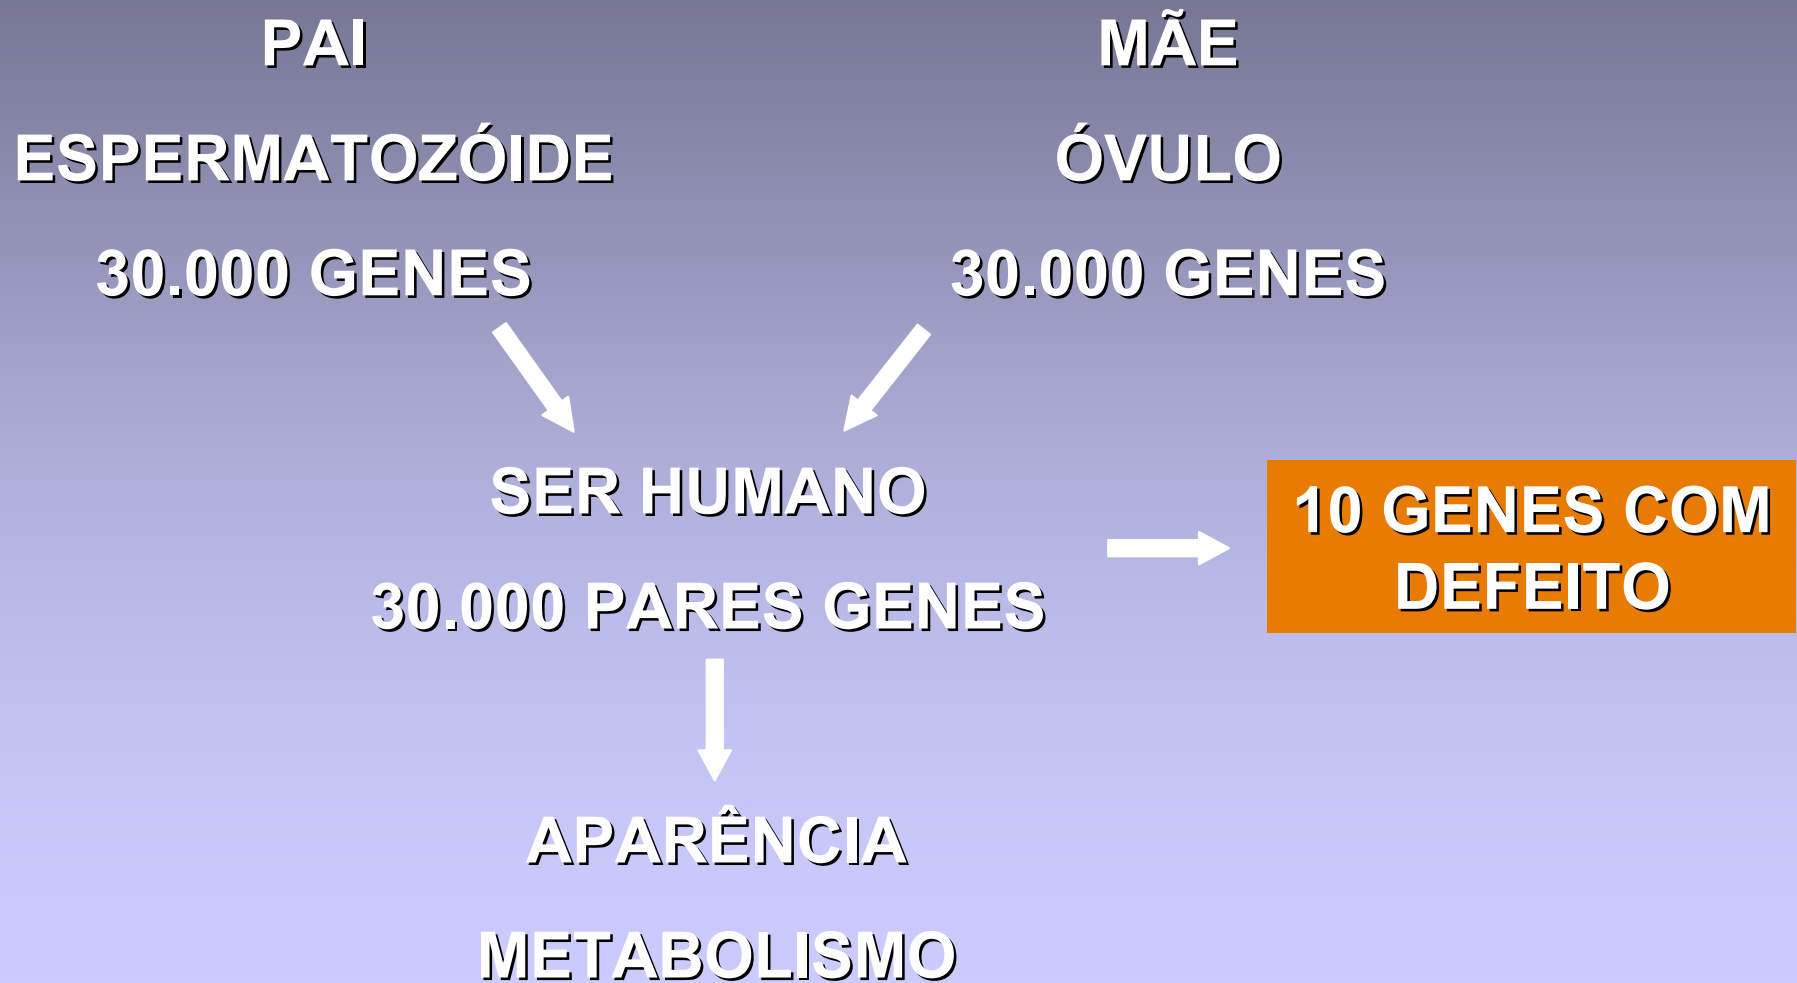 PAI
ESPERMATOZÓIDE
30.000 GENES
MÃE
ÓVULO
30.000 GENES
SER HUMANO
30.000 PARES GENES
10 GENES COM
DEFEITO
APARÊNCIA
METABOLISMO